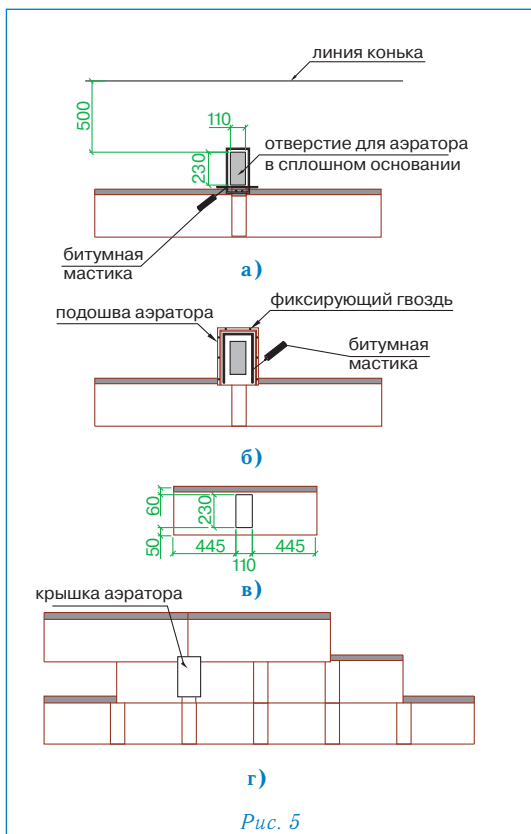 линия конька
500
110
230
отверстие для аэратора
в сплошном основании
битумная
мастика
а)
подошва аэратора
фиксирующий гвоздь
битумная
мастика
б)
60
230
50
445
110
445
в)
крышка аэратора
г)
Рис. 5